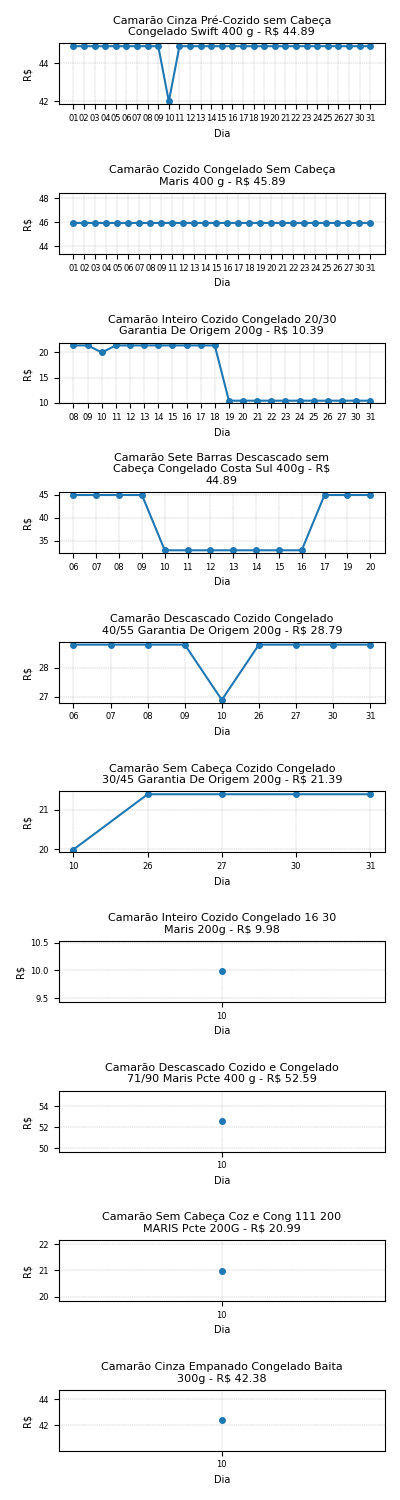 Camarão Cinza Pré-Cozido sem Cabeça
Congelado Swift 400 g - R$ 44.89
44
42
R$
01 02 03 04 05 06 07 08 09 10 11 12 13 14 15 16 17 18 19 20 21 22 23 24 25 26 27 30 31
Dia
Camarão Cozido Congelado Sem Cabeça
Maris 400 g - R$ 45.89
48
46
44
R$
01 02 03 04 05 06 07 08 09 10 11 12 13 14 15 16 17 18 19 20 21 22 23 24 25 26 27 30 31
Dia
Camarão Inteiro Cozido Congelado 20/30
Garantia De Origem 200g - R$ 10.39
20
15
10
R$
08 09 10 11 12 13 14 15 16 17 18 19 20 21 22 23 24 25 26 27 30 31
Dia
Camarão Sete Barras Descascado sem
Cabeça Congelado Costa Sul 400g - R$
44.89
45
40
35
R$
06 07 08 09 10 11 12 13 14 15 16 17 19 20
Dia
Camarão Descascado Cozido Congelado
40/55 Garantia De Origem 200g - R$ 28.79
28
27
R$
06 07 08 09 10 26 27 30 31
Dia
Camarão Sem Cabeça Cozido Congelado
30/45 Garantia De Origem 200g - R$ 21.39
21
20
R$
10 26 27 30 31
Dia
Camarão Inteiro Cozido Congelado 16 30
Maris 200g - R$ 9.98
10.5
10.0
9.5
R$
10
Dia
Camarão Descascado Cozido e Congelado
71/90 Maris Pcte 400 g - R$ 52.59
54
52
50
R$
10
Dia
Camarão Sem Cabeça Coz e Cong 111 200
MARIS Pcte 200G - R$ 20.99
22
21
20
R$
10
Dia
Camarão Cinza Empanado Congelado Baita
300g - R$ 42.38
44
42
R$
10
Dia